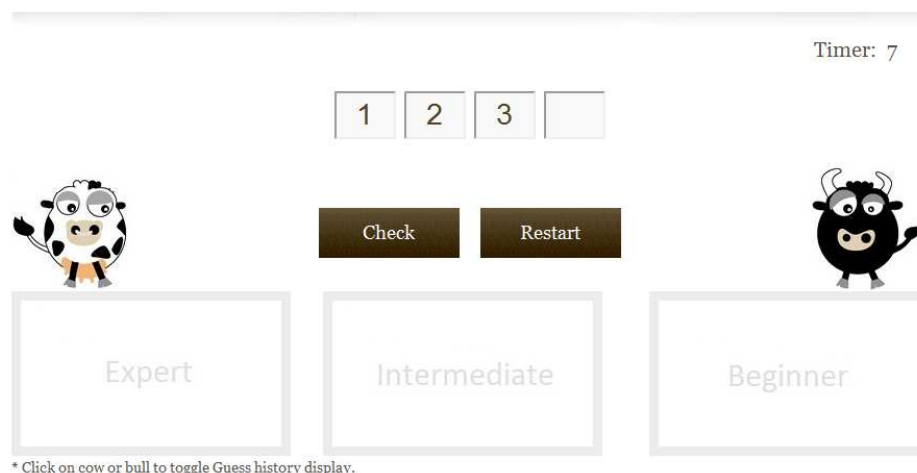 Timer: 7
1 2 3
Check Restart
Expert Intermediate Beginner
* Click on cow or bull to toggle Guess history display.